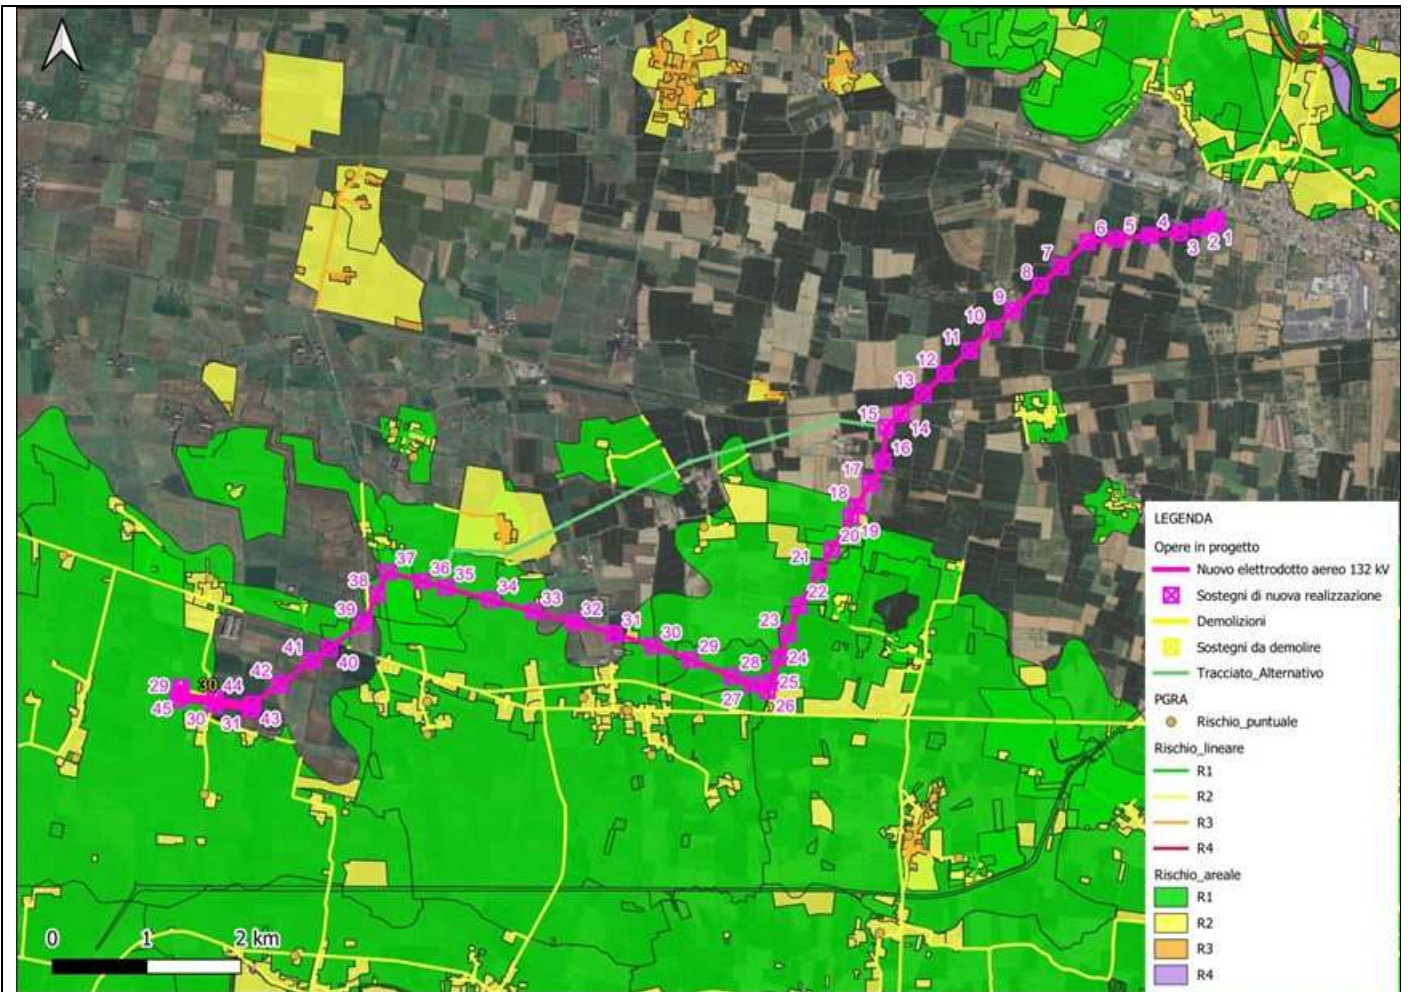 1
2
3
4
5
6
7
8
9
10
11
12
13
14
15
16
17
18
19
20
21
22
23
24
25
26
27
28
29
30
31
32
33
34
35
36
37
38
39
40
41
42
43
44
31
30
30
29
45
LEGENDA
Opere in progetto
Nuovo elettrodotto aereo 132 kV
Sostegni di nuova realizzazione
Demolizioni
Sostegni da demolire
Tracciato_Alternativo
PGRA
Rischio_puntuale
Rischio_lineare
R1
R2
R3
R4
Rischio_areale
R1
R2
R3
R4
0 1 2 km